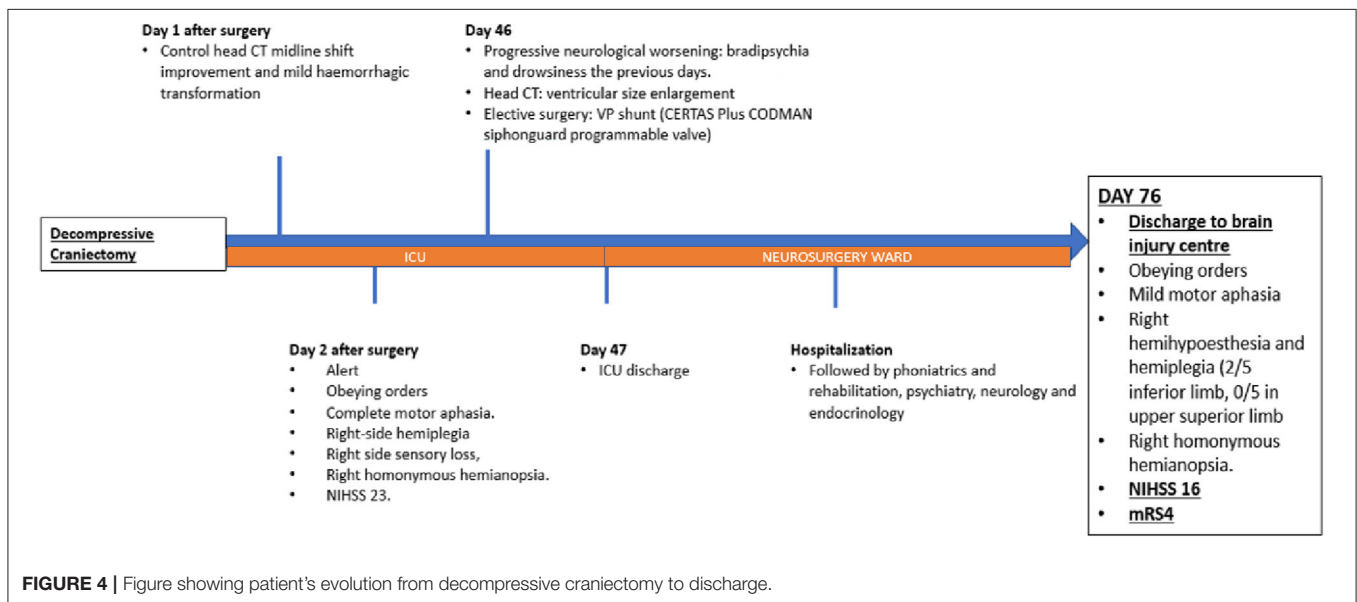 Day 1 after surgery
• Control head CT midline shift
improvement and mild haemorrhagic
transformation
Day 46
• Progressive neurological worsening: bradipsychia
and drowsiness the previous days.
• Head CT: ventricular size enlargement
• Elective surgery: VP shunt (CERTAS Plus CODMAN
siphonguard programmable valve)
Decompressive
Craniectomy
ICU
NEUROSURGERY WARD
Day 2 after surgery
• Alert
• Obeying orders
• Complete motor aphasia.
• Right-side hemiplegia
• Right side sensory loss,
• Right homonymous hemianopsia.
• NIHSS 23.
Day 47
• ICU discharge
Hospitalization
• Followed by phoniatrics and
rehabilitation, psychiatry, neurology and
endocrinology
DAY 76
• Discharge to brain
injury centre
• Obeying orders
• Mild motor aphasia
• Right
hemihypoesthesia and
hemiplegia (2/5
inferior limb, 0/5 in
upper superior limb
• Right homonymous
hemianopsia.
• NIHSS 16
• mRS4
FIGURE 4 | Figure showing patient's evolution from decompressive craniectomy to discharge.